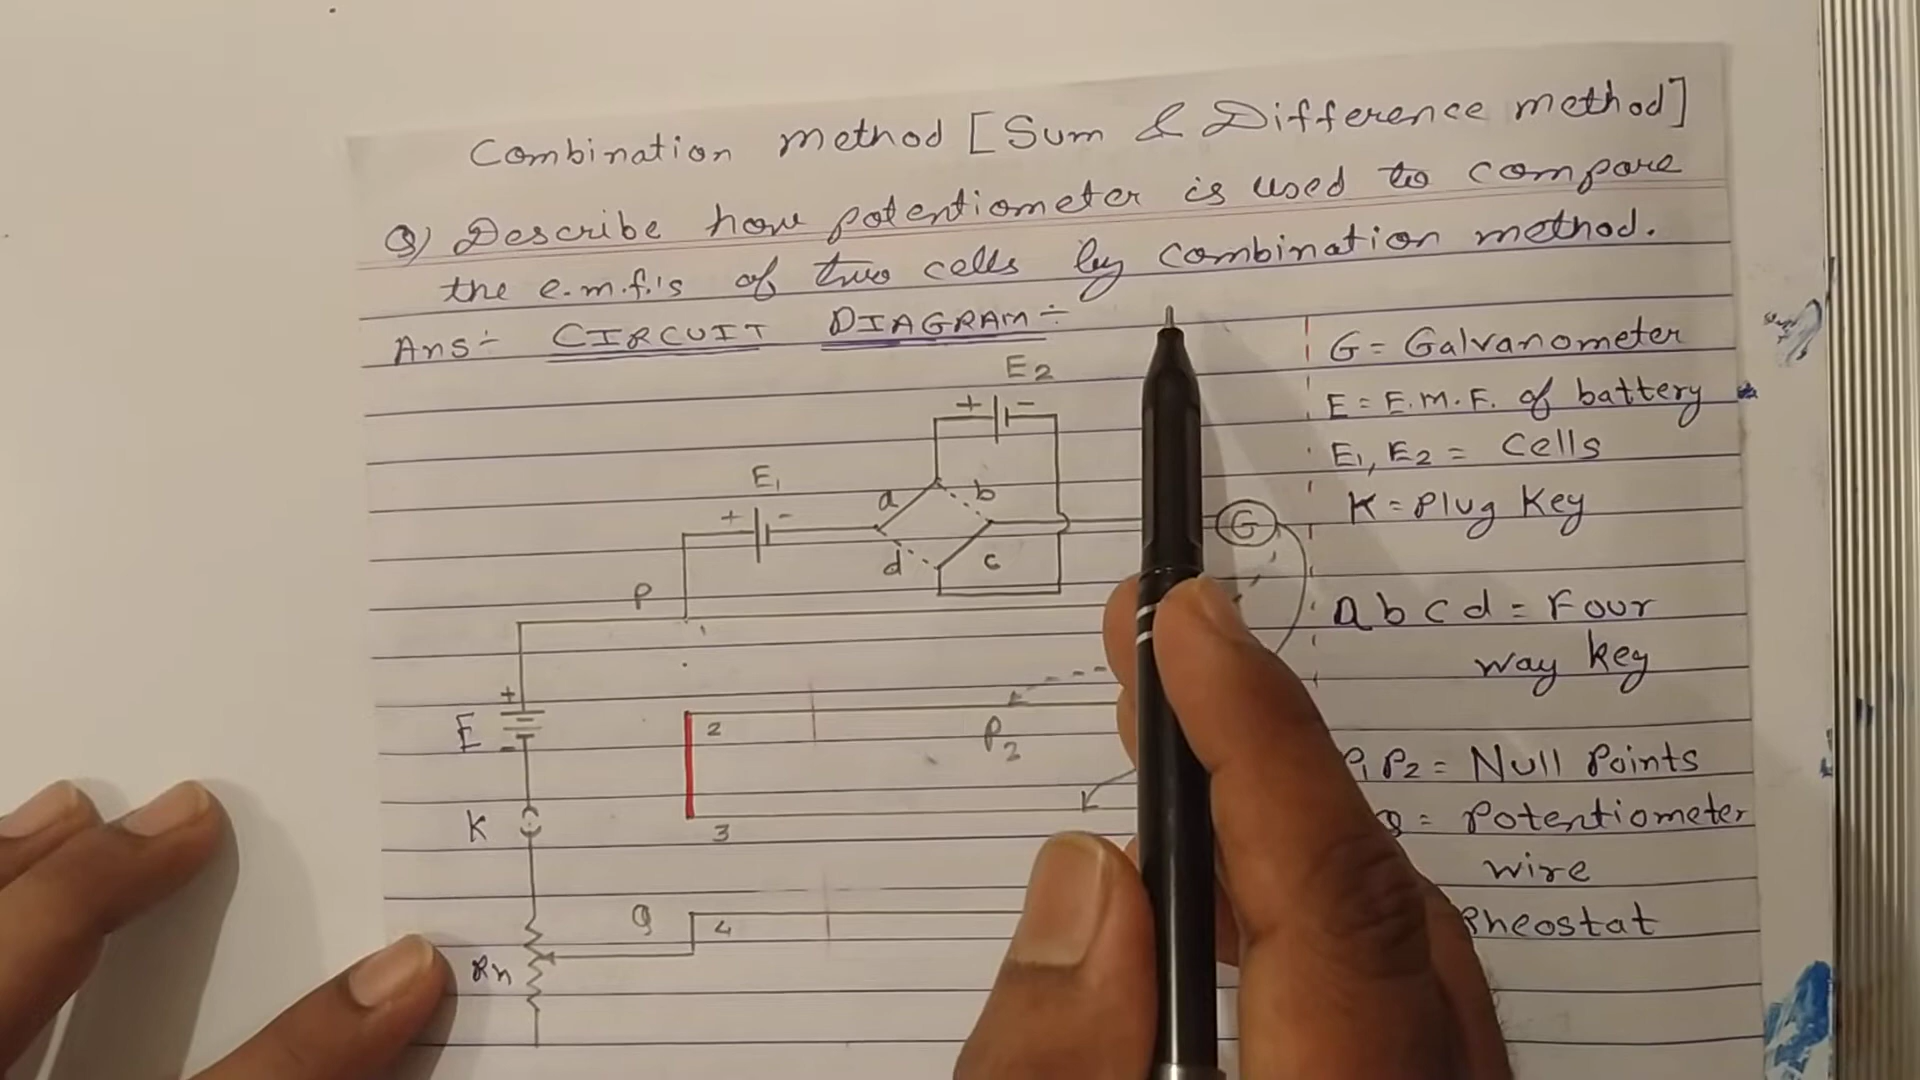 Combination method [Sum & Difference method]
Q) Describe how potentiometer is used to compare
the e.m.f.'s of two cells by combination method.
Ans÷ CIRCUIT DIAGRAM÷
E2
+ -
E1
+ -
a b
d c
G
P
+
E
-
K
Rh
2
P2
3
Q 4
G = Galvanometer
E = E.M.F. of battery
E1, E2 = cells
K = Plug Key
a b c d = Four
way key
P1 P2 = Null Points
Q = Potentiometer
wire
Rheostat